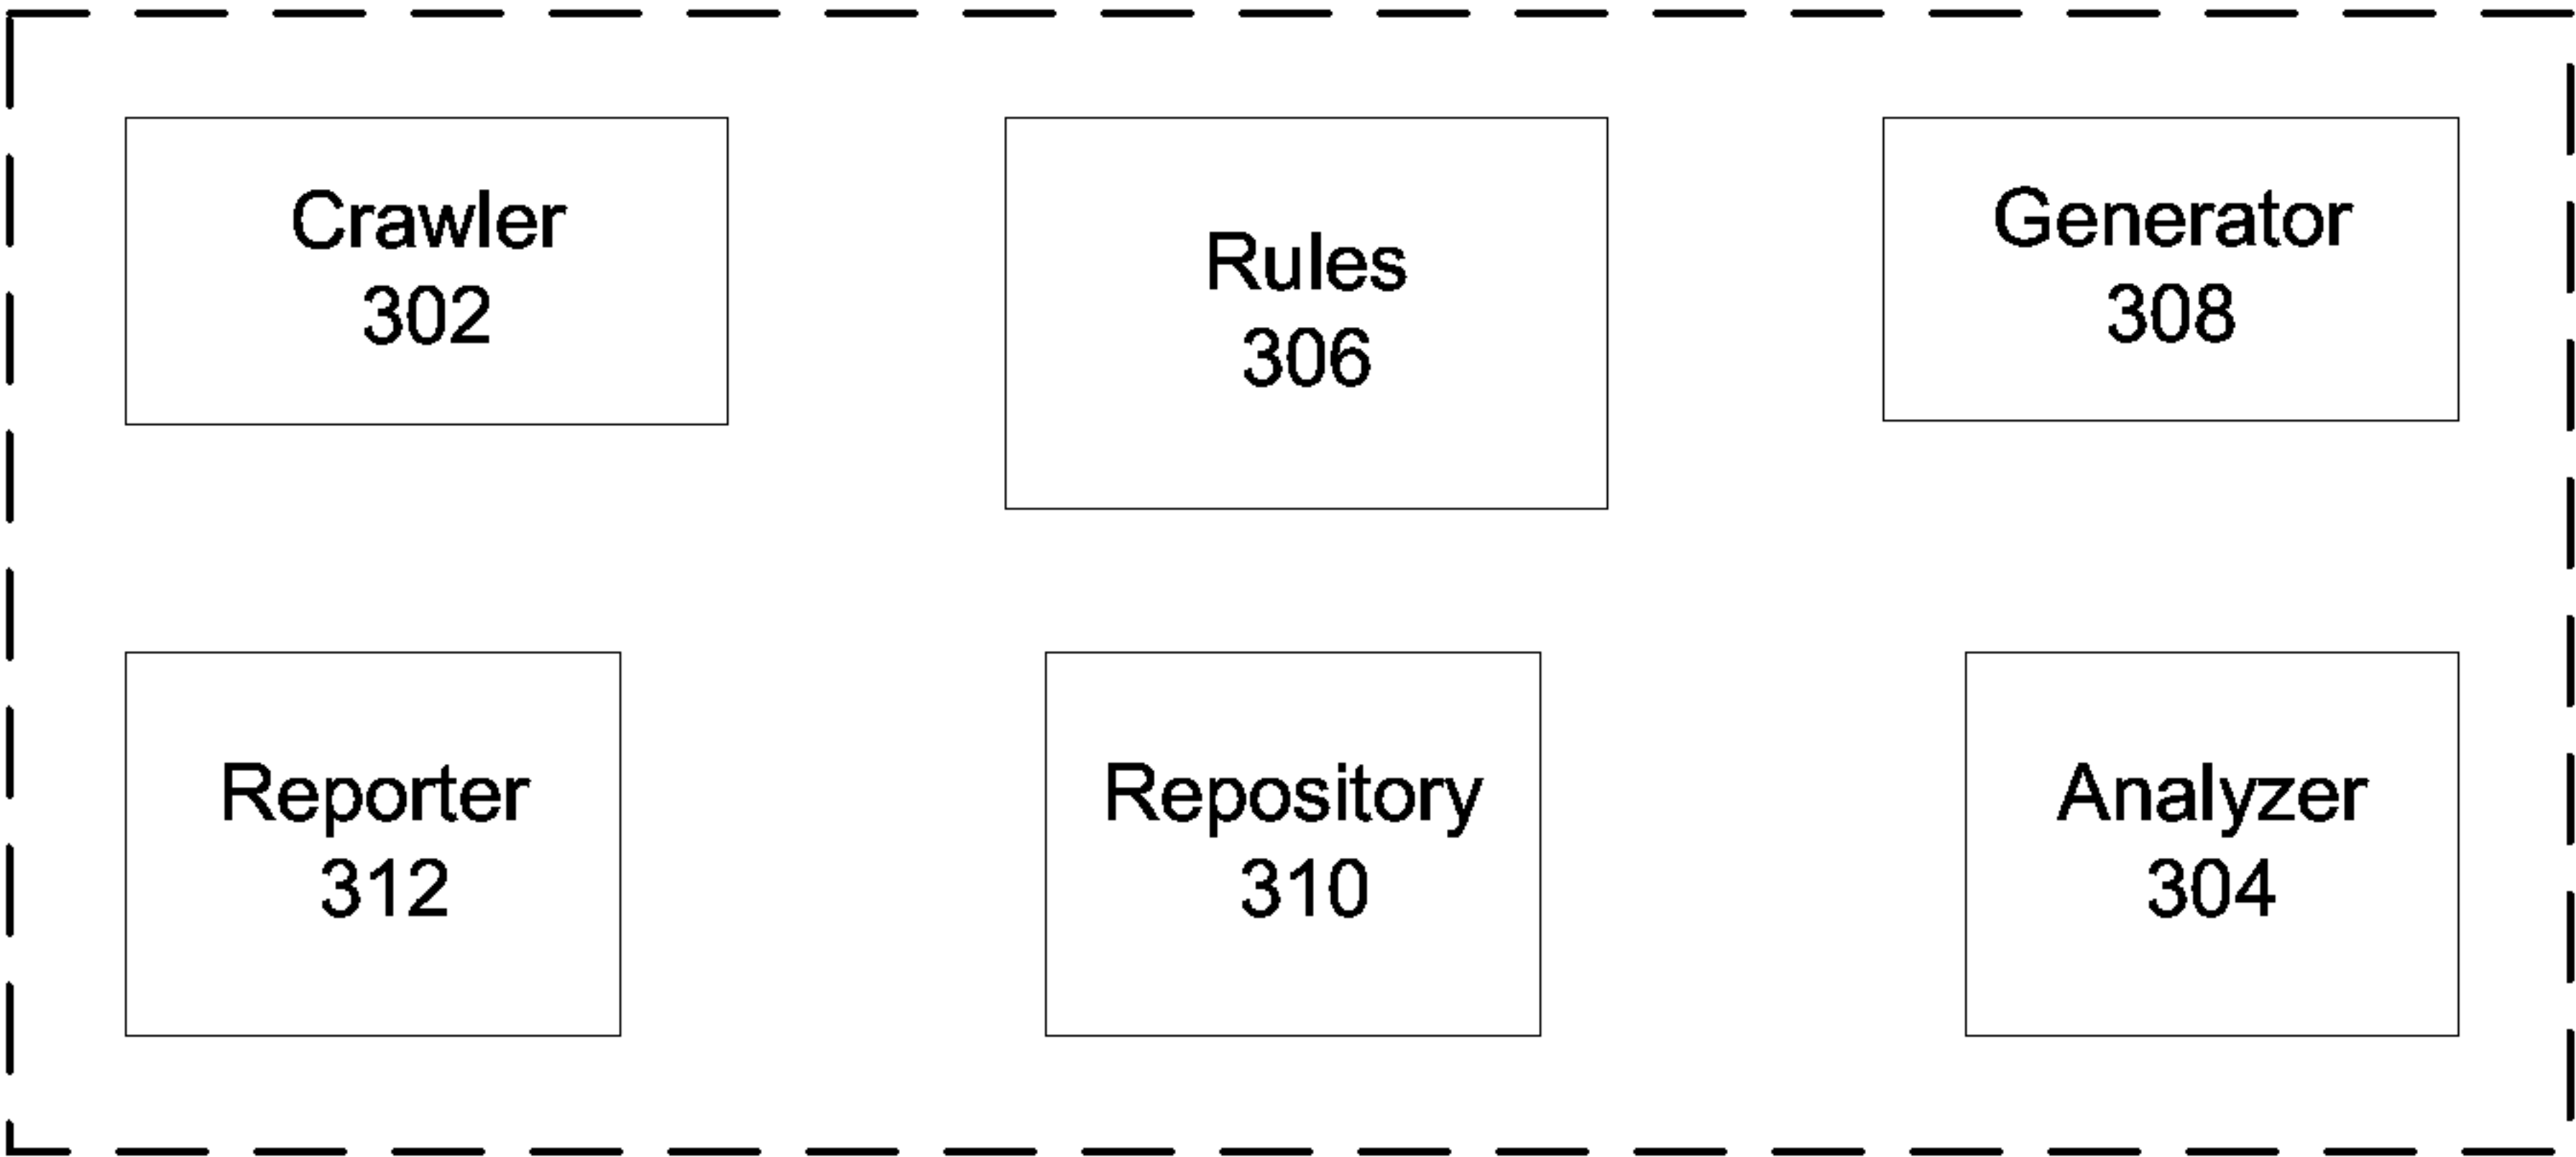 Crawler
302
Rules
306
Generator
308
Reporter
312
Repository
310
Analyzer
304